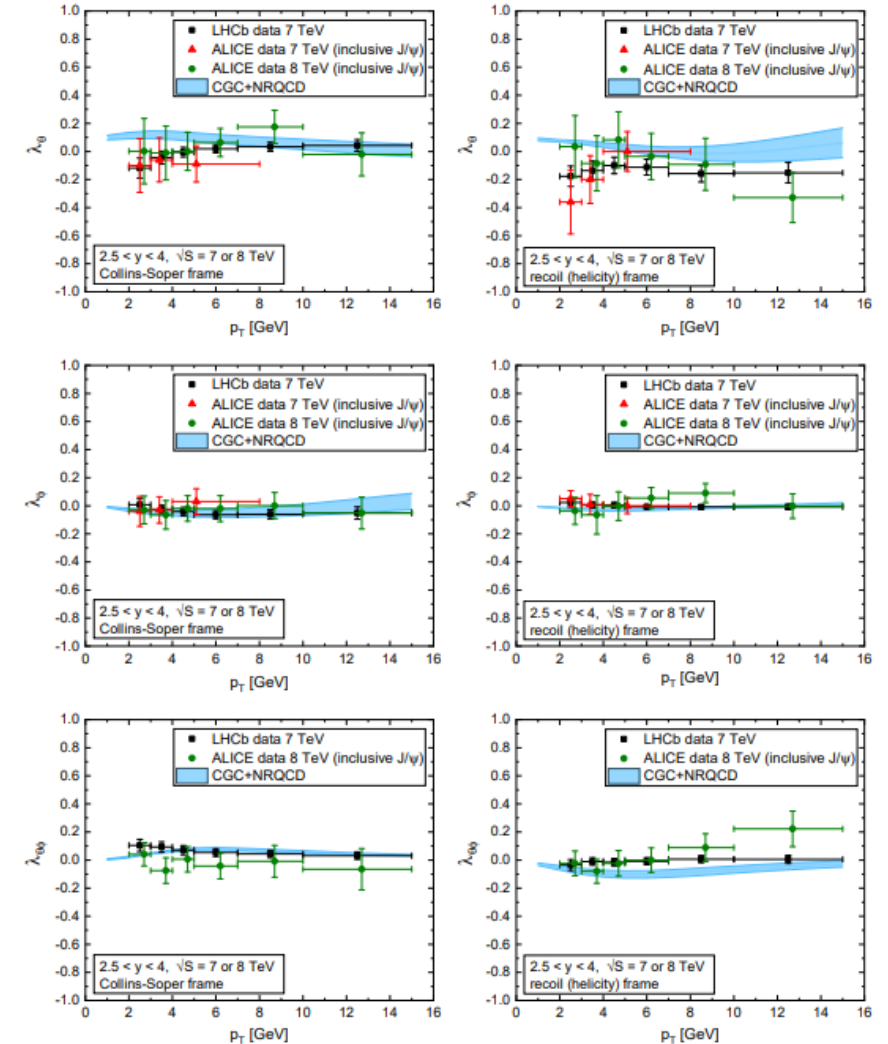 1.0
0.8
0.6
0.4
0.2
0.0
-0.2
-0.4
-0.6
-0.8
-1.0
λθ
LHCb data 7 TeV
ALICE data 7 TeV (inclusive J/ψ)
ALICE data 8 TeV (inclusive J/ψ)
CGC+NRQCD
2.5 < y < 4, √S = 7 or 8 TeV
Collins-Soper frame
0 2 4 6 8 10 12 14 16
pT [GeV]
1.0
0.8
0.6
0.4
0.2
0.0
-0.2
-0.4
-0.6
-0.8
-1.0
λθ
LHCb data 7 TeV
ALICE data 7 TeV (inclusive J/ψ)
ALICE data 8 TeV (inclusive J/ψ)
CGC+NRQCD
2.5 < y < 4, √S = 7 or 8 TeV
recoil (helicity) frame
0 2 4 6 8 10 12 14 16
pT [GeV]
1.0
0.8
0.6
0.4
0.2
0.0
-0.2
-0.4
-0.6
-0.8
-1.0
λφ
LHCb data 7 TeV
ALICE data 7 TeV (inclusive J/ψ)
ALICE data 8 TeV (inclusive J/ψ)
CGC+NRQCD
2.5 < y < 4, √S = 7 or 8 TeV
Collins-Soper frame
0 2 4 6 8 10 12 14 16
pT [GeV]
1.0
0.8
0.6
0.4
0.2
0.0
-0.2
-0.4
-0.6
-0.8
-1.0
λφ
LHCb data 7 TeV
ALICE data 7 TeV (inclusive J/ψ)
ALICE data 8 TeV (inclusive J/ψ)
CGC+NRQCD
2.5 < y < 4, √S = 7 or 8 TeV
recoil (helicity) frame
0 2 4 6 8 10 12 14 16
pT [GeV]
1.0
0.8
0.6
0.4
0.2
0.0
-0.2
-0.4
-0.6
-0.8
-1.0
λθφ
LHCb data 7 TeV
ALICE data 8 TeV (inclusive J/ψ)
CGC+NRQCD
2.5 < y < 4, √S = 7 or 8 TeV
Collins-Soper frame
0 2 4 6 8 10 12 14 16
pT [GeV]
1.0
0.8
0.6
0.4
0.2
0.0
-0.2
-0.4
-0.6
-0.8
-1.0
λθφ
LHCb data 7 TeV
ALICE data 8 TeV (inclusive J/ψ)
CGC+NRQCD
2.5 < y < 4, √S = 7 or 8 TeV
recoil (helicity) frame
0 2 4 6 8 10 12 14 16
pT [GeV]